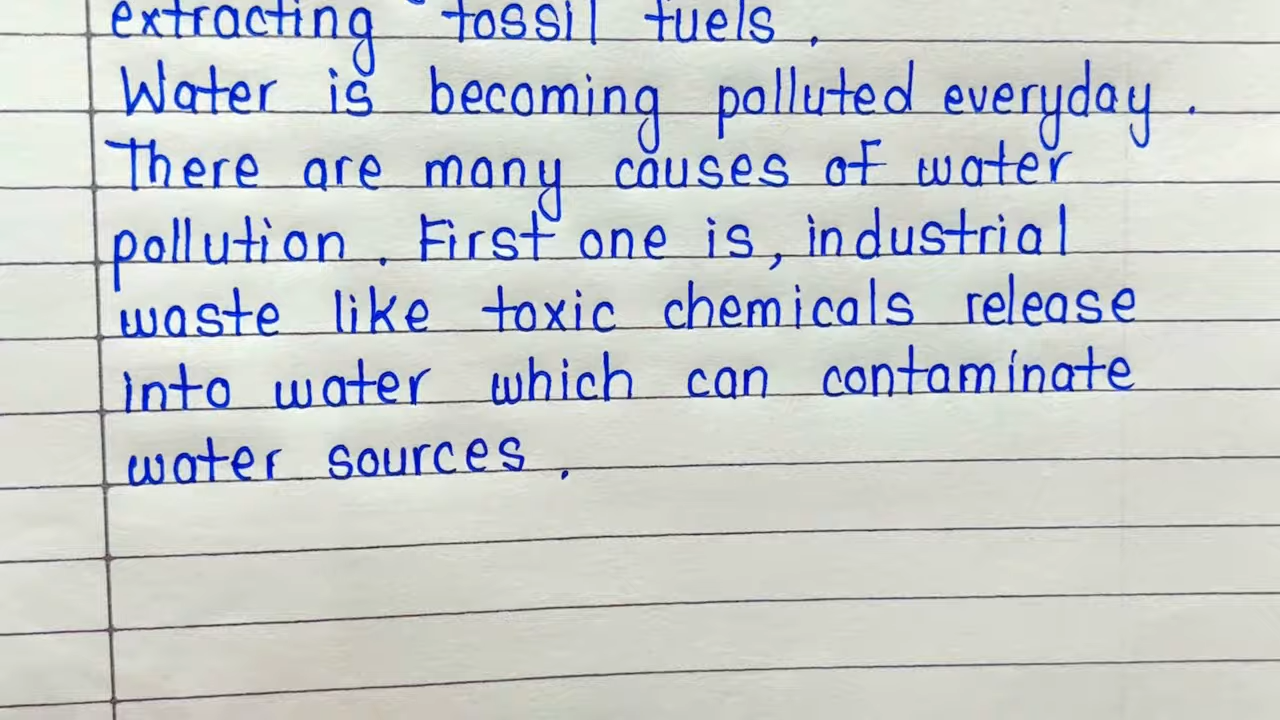 extracting fossil fuels.
Water is becoming polluted everyday.
There are many causes of water
pollution. First one is, industrial
waste like toxic chemicals release
into water which can contaminate
water sources.